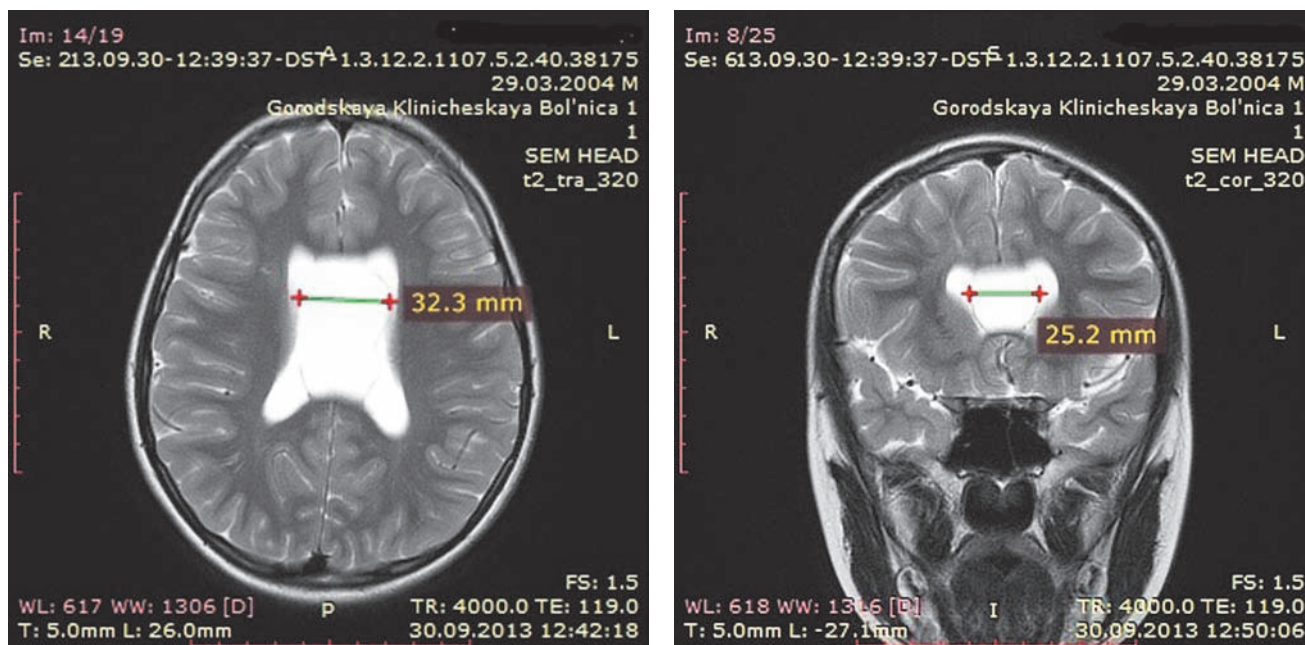 Im: 14/19
Se: 213.09.30-12:39:37-DST-1.3.12.2.1107.5.2.40.38175
A
29.03.2004 M
Gorodskaya Klinicheskaya Bol'nica 1
1
SEM HEAD
t2_tra_320
32.3 mm
R
L
FS: 1.5
WL: 617 WW: 1306 [D]
P
TR: 4000.0 TE: 119.0
T: 5.0mm L: 26.0mm
30.09.2013 12:42:18
Im: 8/25
Se: 613.09.30-12:39:37-DST-1.3.12.2.1107.5.2.40.38175
S
29.03.2004 M
Gorodskaya Klinicheskaya Bol'nica 1
1
SEM HEAD
t2_cor_320
25.2 mm
R
L
FS: 1.5
WL: 618 WW: 1316 [D]
I
TR: 4000.0 TE: 119.0
T: 5.0mm L: -27.1mm
30.09.2013 12:50:06